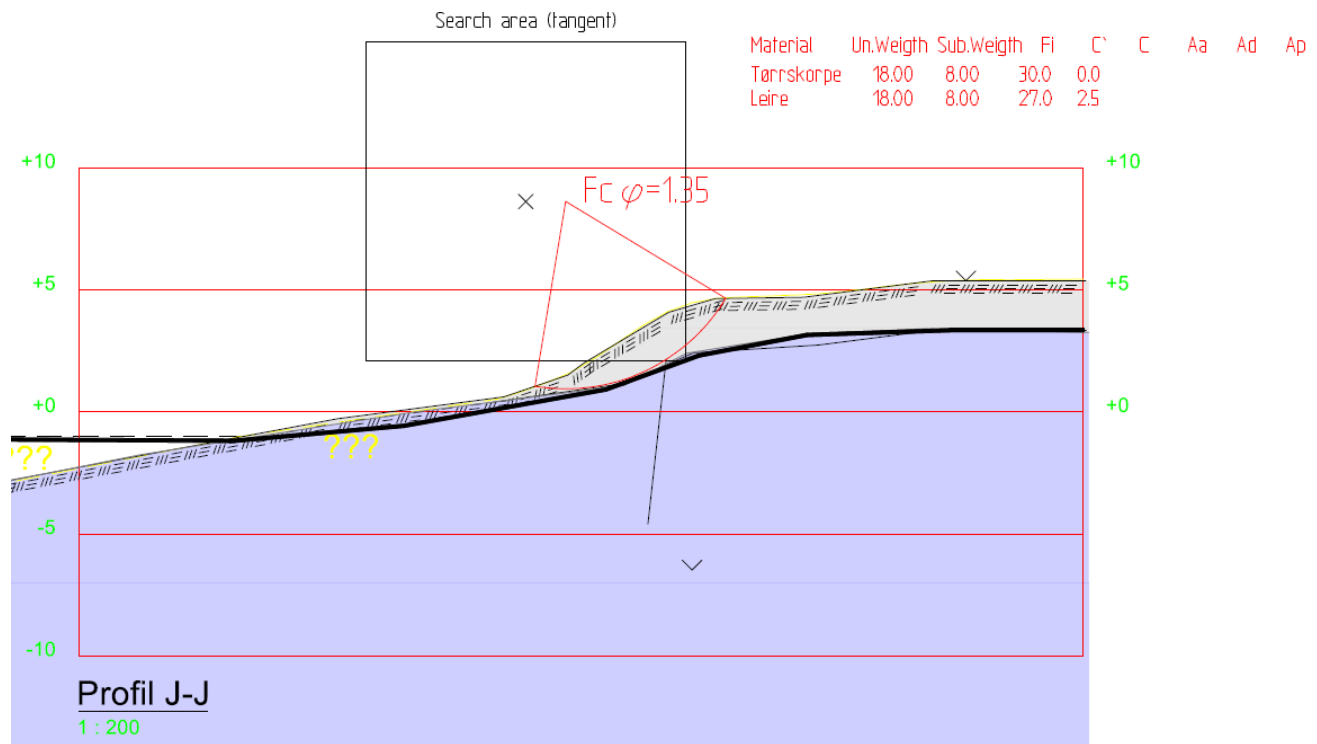 Search area (tangent)
Material Un.Weigth Sub.Weigth Fi C` C Aa Ad Ap
Tørrskorpe 18.00 8.00 30.0 0.0
Leire 18.00 8.00 27.0 2.5
+10 +10
Fc φ=1.35
+5 +5
+0 +0
??? ???
-5
-10
Profil J-J
1 : 200